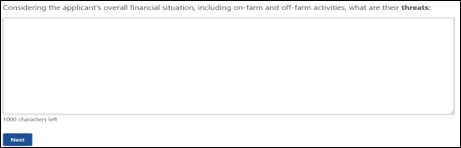 Considering the applicant's overall financial situation, including on-farm and off-farm activities, what are their threats:
1000 characters left
Next